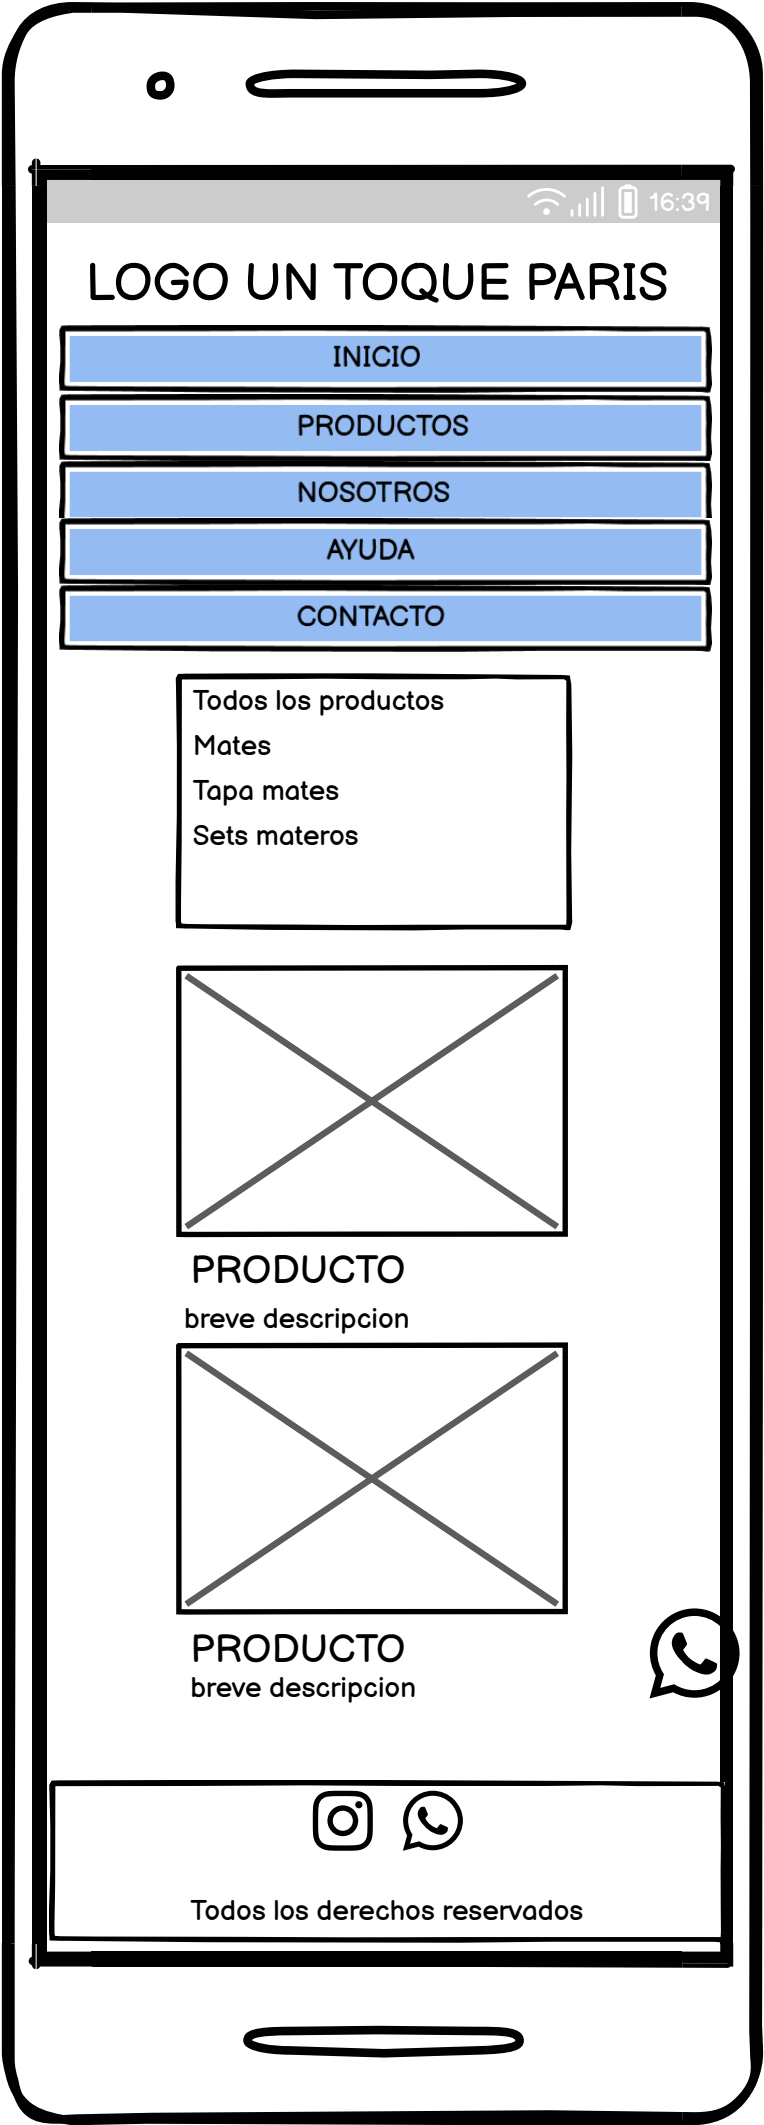 16:39
LOGO UN TOQUE PARIS
INICIO
PRODUCTOS
NOSOTROS
AYUDA
CONTACTO
Todos los productos
Mates
Tapa mates
Sets materos
PRODUCTO
breve descripcion
PRODUCTO
breve descripcion
Todos los derechos reservados